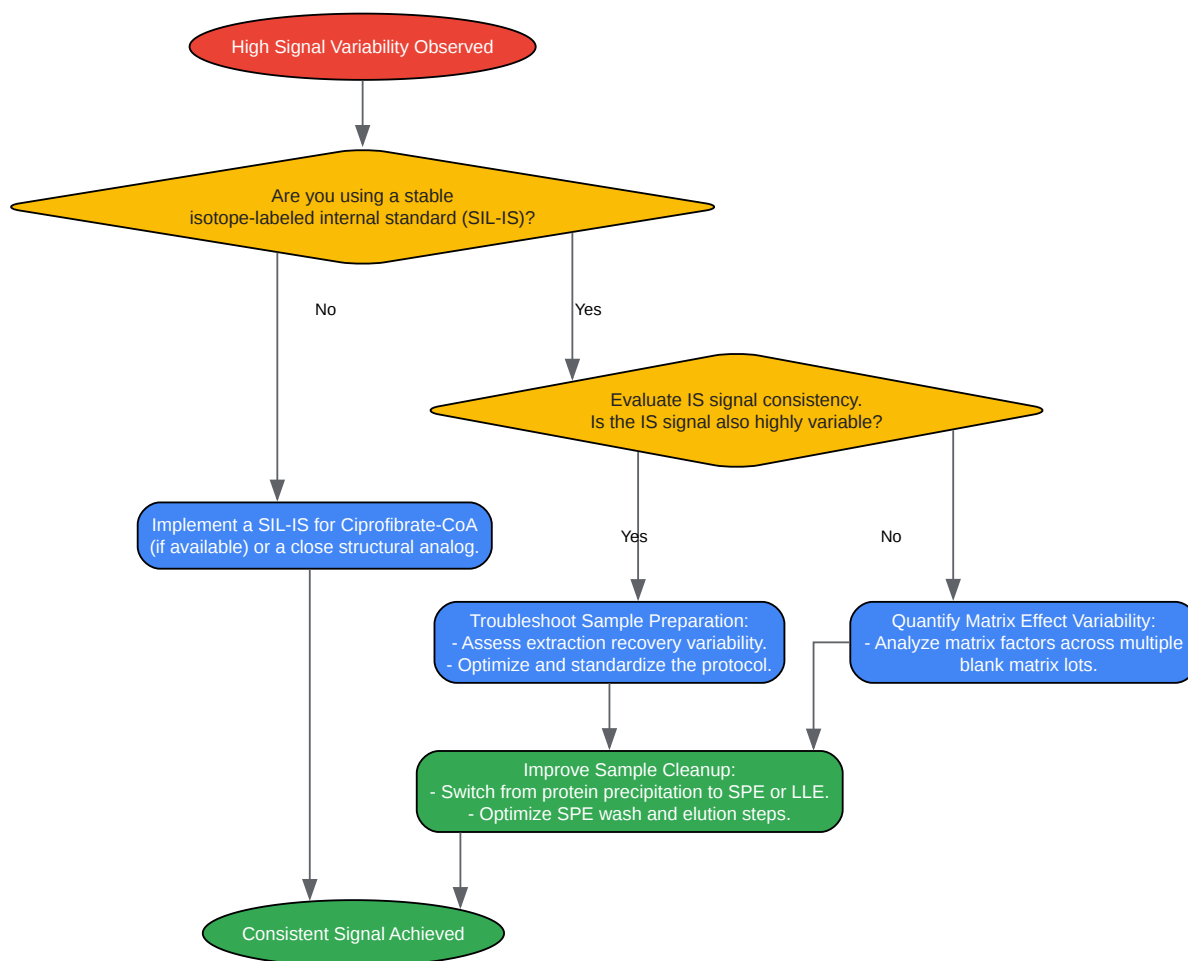 High Signal Variability Observed
Are you using a stable
isotope-labeled internal standard (SIL-IS)?
No
Yes
Evaluate IS signal consistency.
Is the IS signal also highly variable?
Implement a SIL-IS for Ciprofibrate-CoA
(if available) or a close structural analog.
Yes
No
Troubleshoot Sample Preparation:
- Assess extraction recovery variability.
- Optimize and standardize the protocol.
Quantify Matrix Effect Variability:
- Analyze matrix factors across multiple
blank matrix lots.
Improve Sample Cleanup:
- Switch from protein precipitation to SPE or LLE.
- Optimize SPE wash and elution steps.
Consistent Signal Achieved